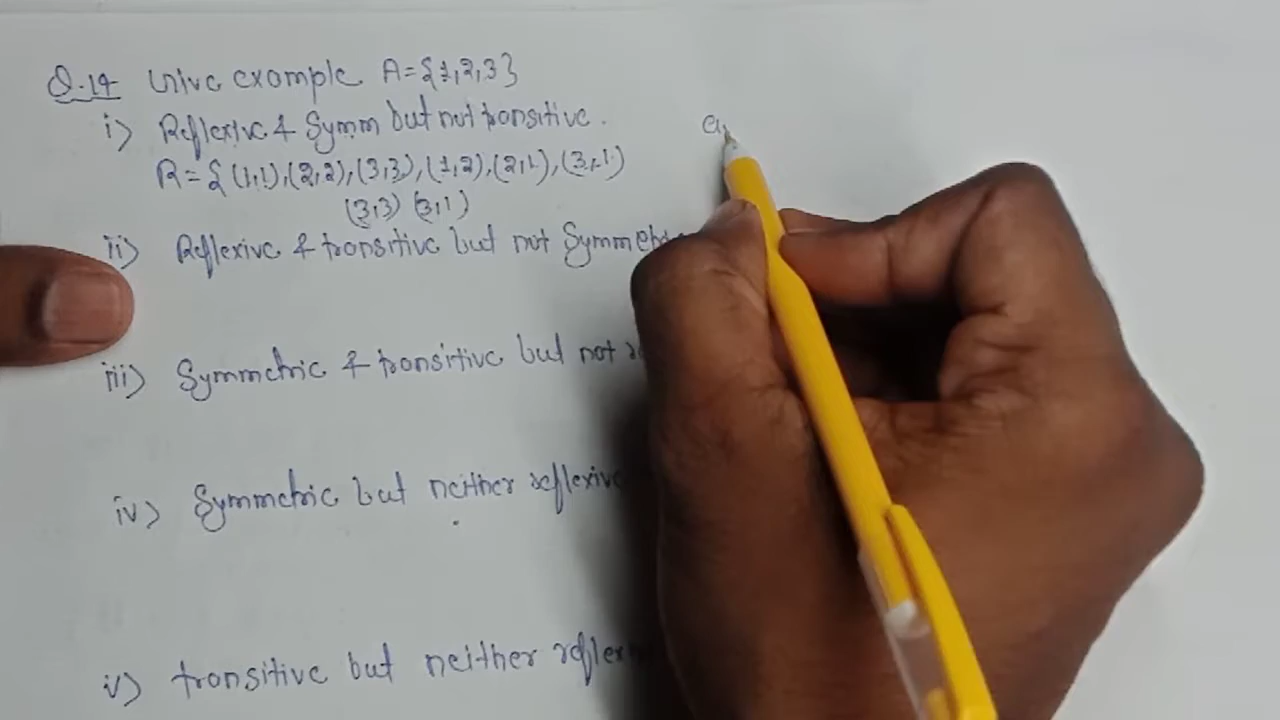 Q.14 Give example A={1,2,3}
i) Reflexive & Symm but not transitive.
R={(1,1),(2,2),(3,3),(1,2),(2,1),(3,1)
(3,3) (3,1)
ii) Reflexive & transitive but not
iii) Symmetric & transitive but not
iv) Symmetric but neither reflexive
v) transitive but neither